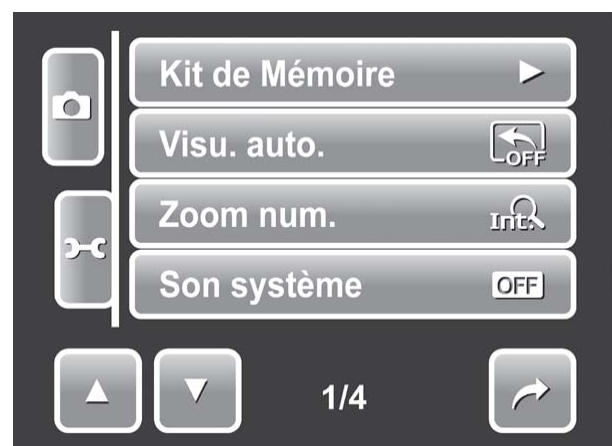 Kit de Mémoire
Visu. auto.
OFF
Zoom num.
Int.
Son système
OFF
1/4